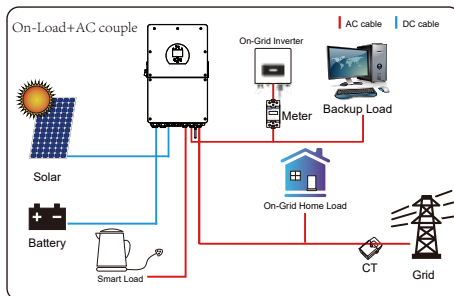 On-Load+AC couple
AC cable
DC cable
On-Grid Inverter
Meter
Backup Load
Solar
On-Grid Home Load
Battery
Smart Load
CT
Grid